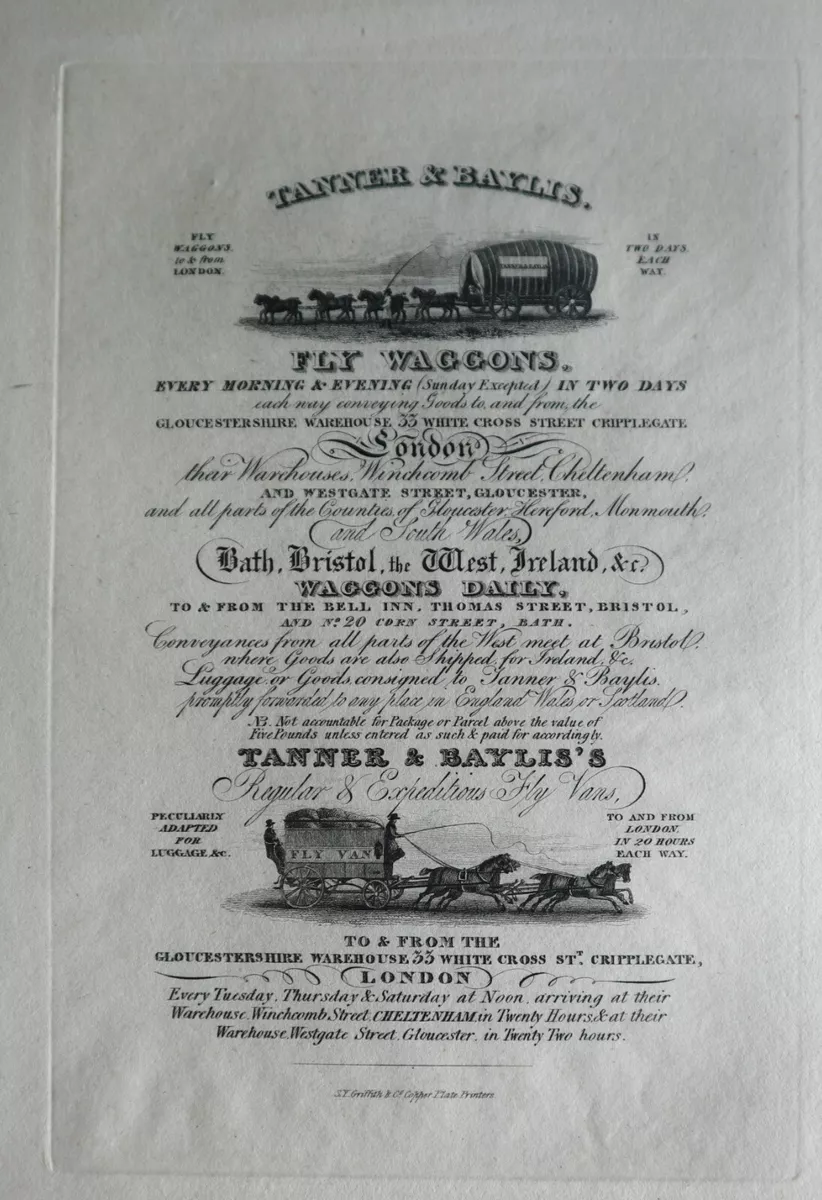 TANNER & BAYLIS.
FLY
WAGGONS.
to & from
LONDON.
IN
TWO DAYS
EACH
WAY.
TANNER & BAYLIS
FLY WAGGONS.
EVERY MORNING & EVENING (Sunday Excepted) IN TWO DAYS
each way conveying Goods to, and from, the
GLOUCESTERSHIRE WAREHOUSE 33 WHITE CROSS STREET CRIPPLEGATE
London
their Warehouses, Winchcomb Street, Cheltenham,
AND WESTGATE STREET, GLOUCESTER,
and all parts of the Counties, of Gloucester, Hereford, Monmouth,
and South Wales,
Bath, Bristol, the West, Ireland, &c.
WAGGONS DAILY,
TO & FROM THE BELL INN, THOMAS STREET, BRISTOL,
AND No. 20 CORN STREET, BATH.
Conveyances from all parts of the West meet at Bristol,
where Goods are also Shipped for Ireland, &c.
Luggage or Goods, consigned to Tanner & Baylis,
promptly forwarded to any place in England Wales or Scotland.
NB. Not accountable for Package or Parcel above the value of
Five Pounds unless entered as such & paid for accordingly.
TANNER & BAYLIS'S
Regular & Expeditious Fly Vans,
PECULIARLY
ADAPTED
FOR
LUGGAGE &C.
TO AND FROM
LONDON,
IN 20 HOURS
EACH WAY.
FLY VAN
TO & FROM THE
GLOUCESTERSHIRE WAREHOUSE 33 WHITE CROSS ST. CRIPPLEGATE,
LONDON
Every Tuesday, Thursday & Saturday at Noon, arriving at their
Warehouse, Winchcomb Street, CHELTENHAM, in Twenty Hours, & at their
Warehouse, Westgate Street, Gloucester, in Twenty Two hours.
S.Y. Griffith & Co. Copper Plate Printers